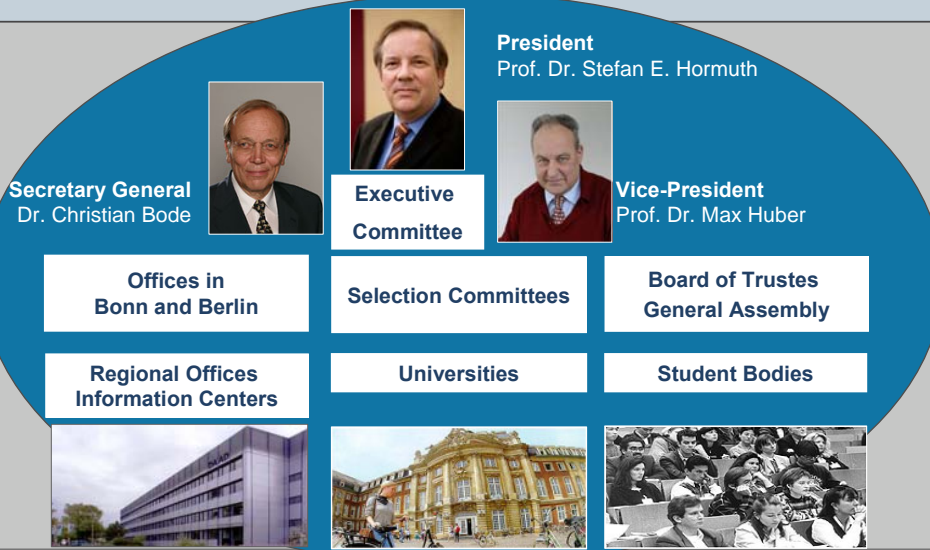 President
Prof. Dr. Stefan E. Hormuth
Secretary General
Dr. Christian Bode
Executive
Committee
Vice-President
Prof. Dr. Max Huber
Offices in
Bonn and Berlin
Selection Committees
Board of Trustes
General Assembly
Regional Offices
Information Centers
Universities
Student Bodies
DAAD